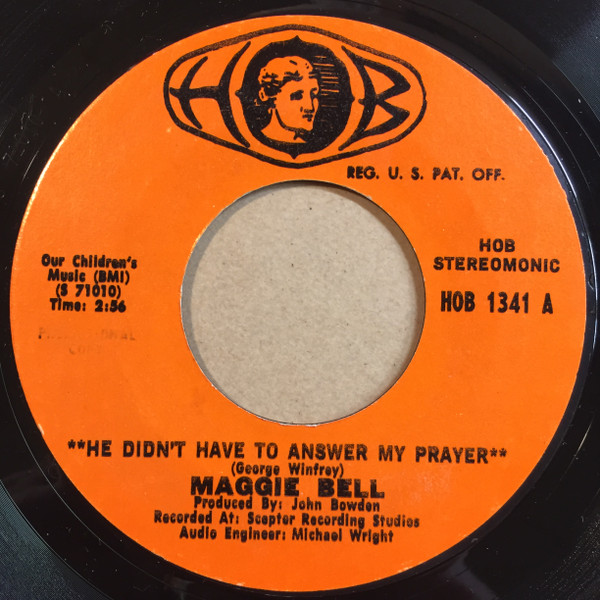 HOB
REG. U. S. PAT. OFF.
Our Children's
Music (BMI)
(S 71010)
Time: 2:56
PROMOTIONAL
COPY
HOB
STEREOMONIC
HOB 1341 A
**HE DIDN'T HAVE TO ANSWER MY PRAYER**
(George Winfrey)
MAGGIE BELL
Produced By: John Bowden
Recorded At: Scepter Recording Studios
Audio Engineer: Michael Wright